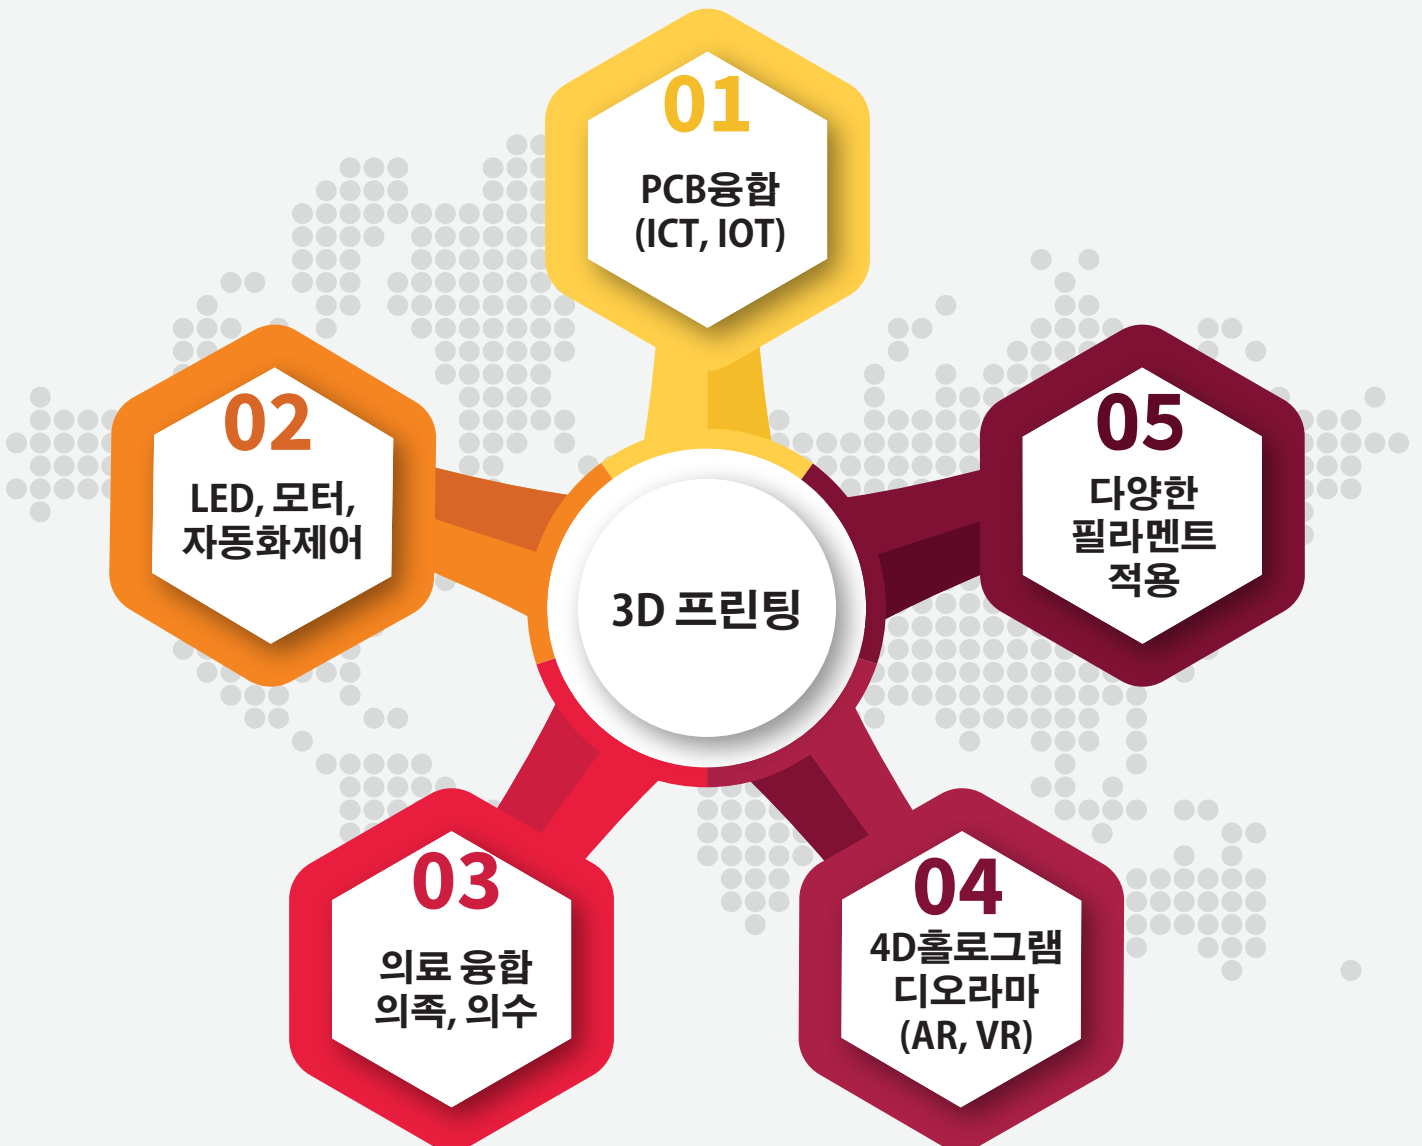 01
PCB융합
(ICT, IOT)
02
LED, 모터,
자동화제어
3D 프린팅
05
다양한
필라멘트
적용
03
의료 융합
의족, 의수
04
4D홀로그램
디오라마
(AR, VR)